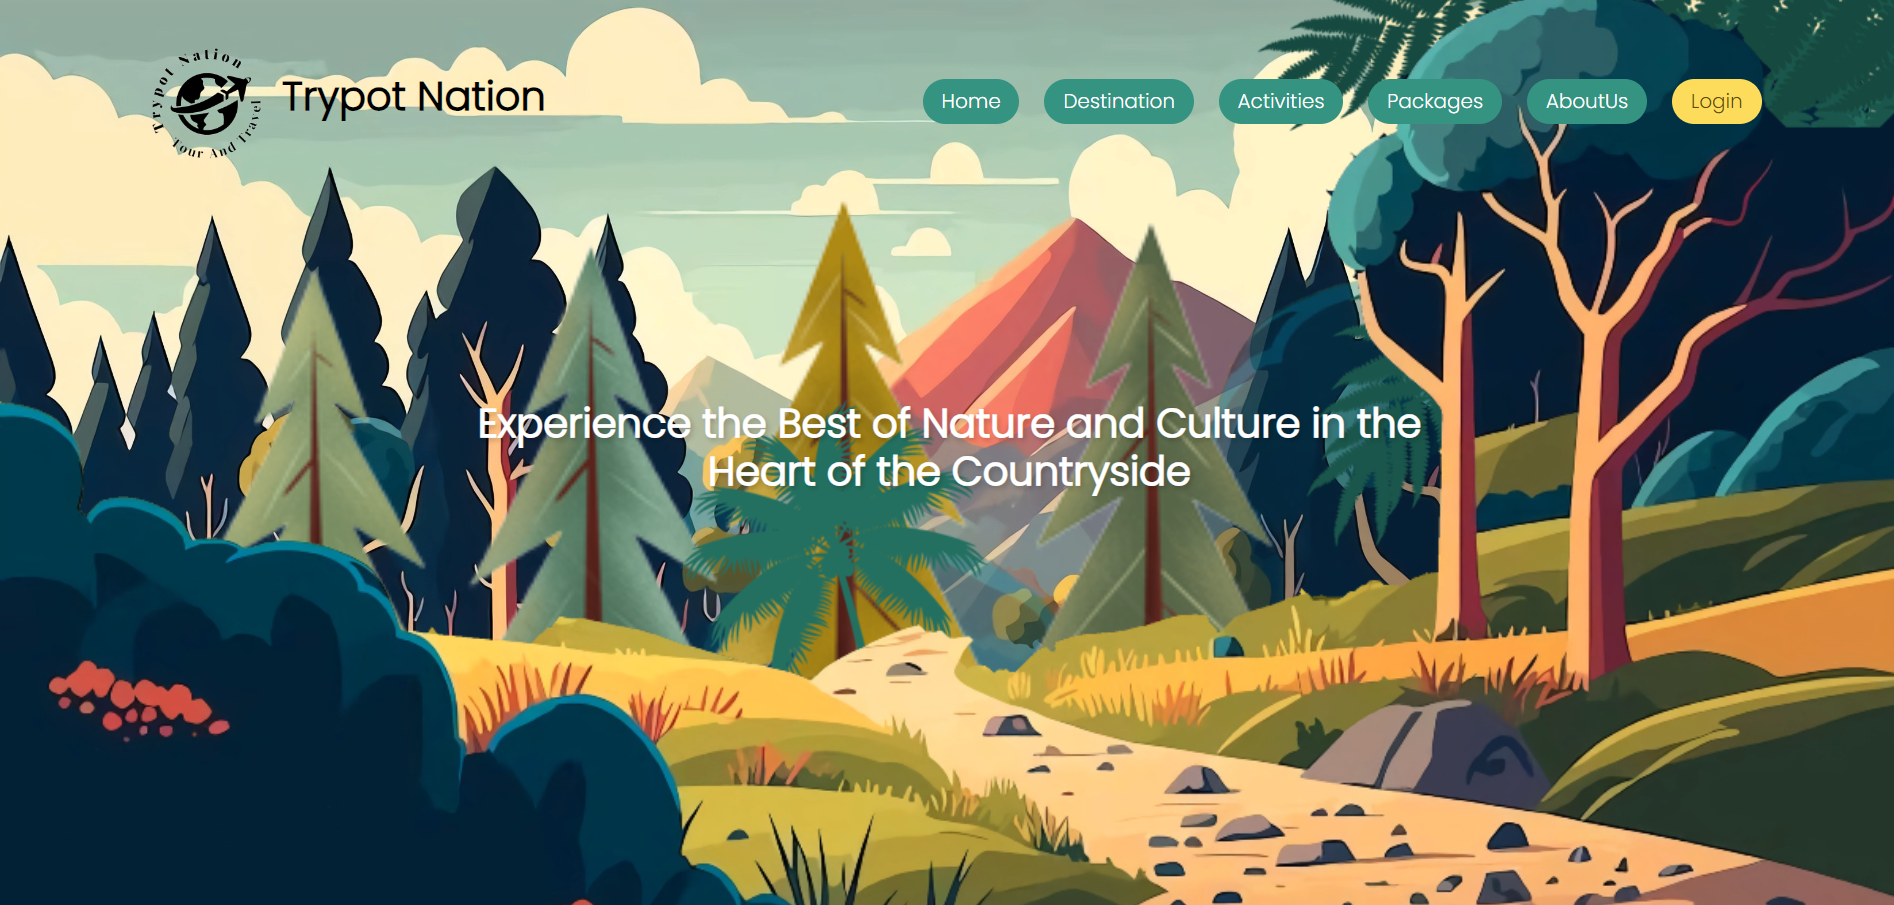 Trypot Nation
Tour And Travel
Trypot Nation
Home
Destination
Activities
Packages
AboutUs
Login
Experience the Best of Nature and Culture in the
Heart of the Countryside